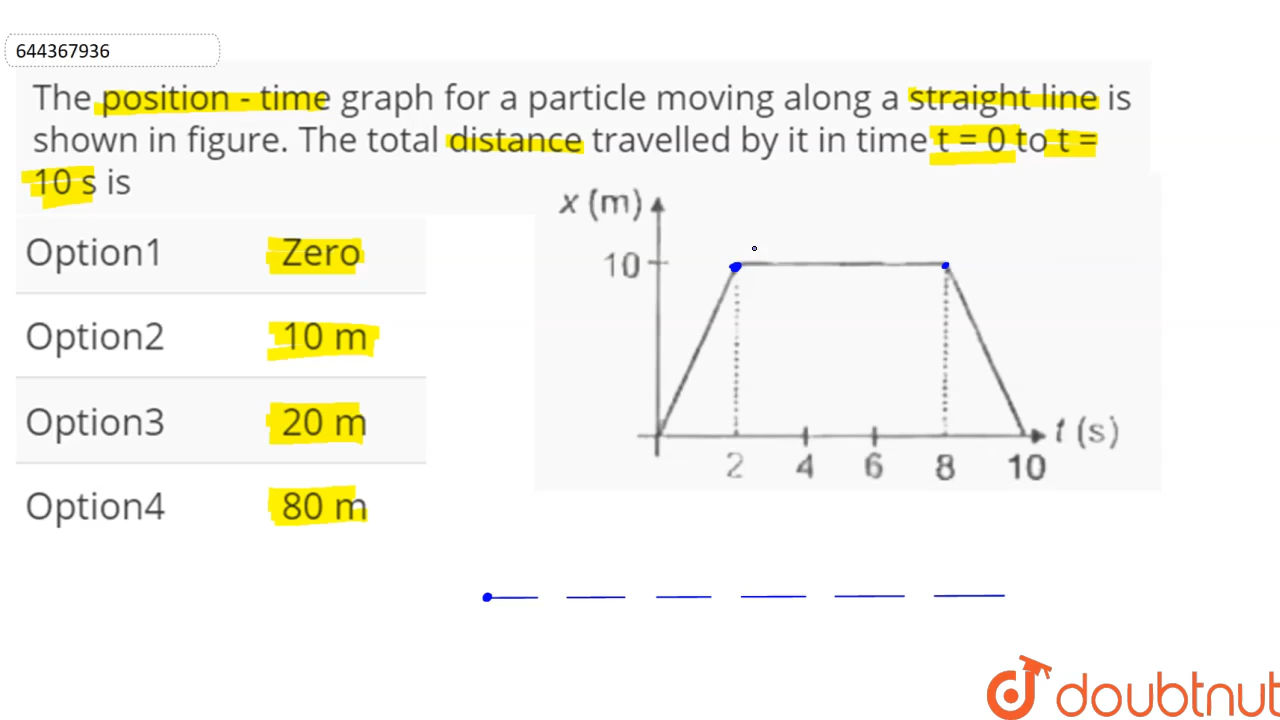 644367936
The position - time graph for a particle moving along a straight line is
shown in figure. The total distance travelled by it in time t = 0 to t =
10 s is
x (m)
Option1 Zero
10
Option2 10 m
Option3 20 m
t (s)
2 4 6 8 10
Option4 80 m
doubtnut